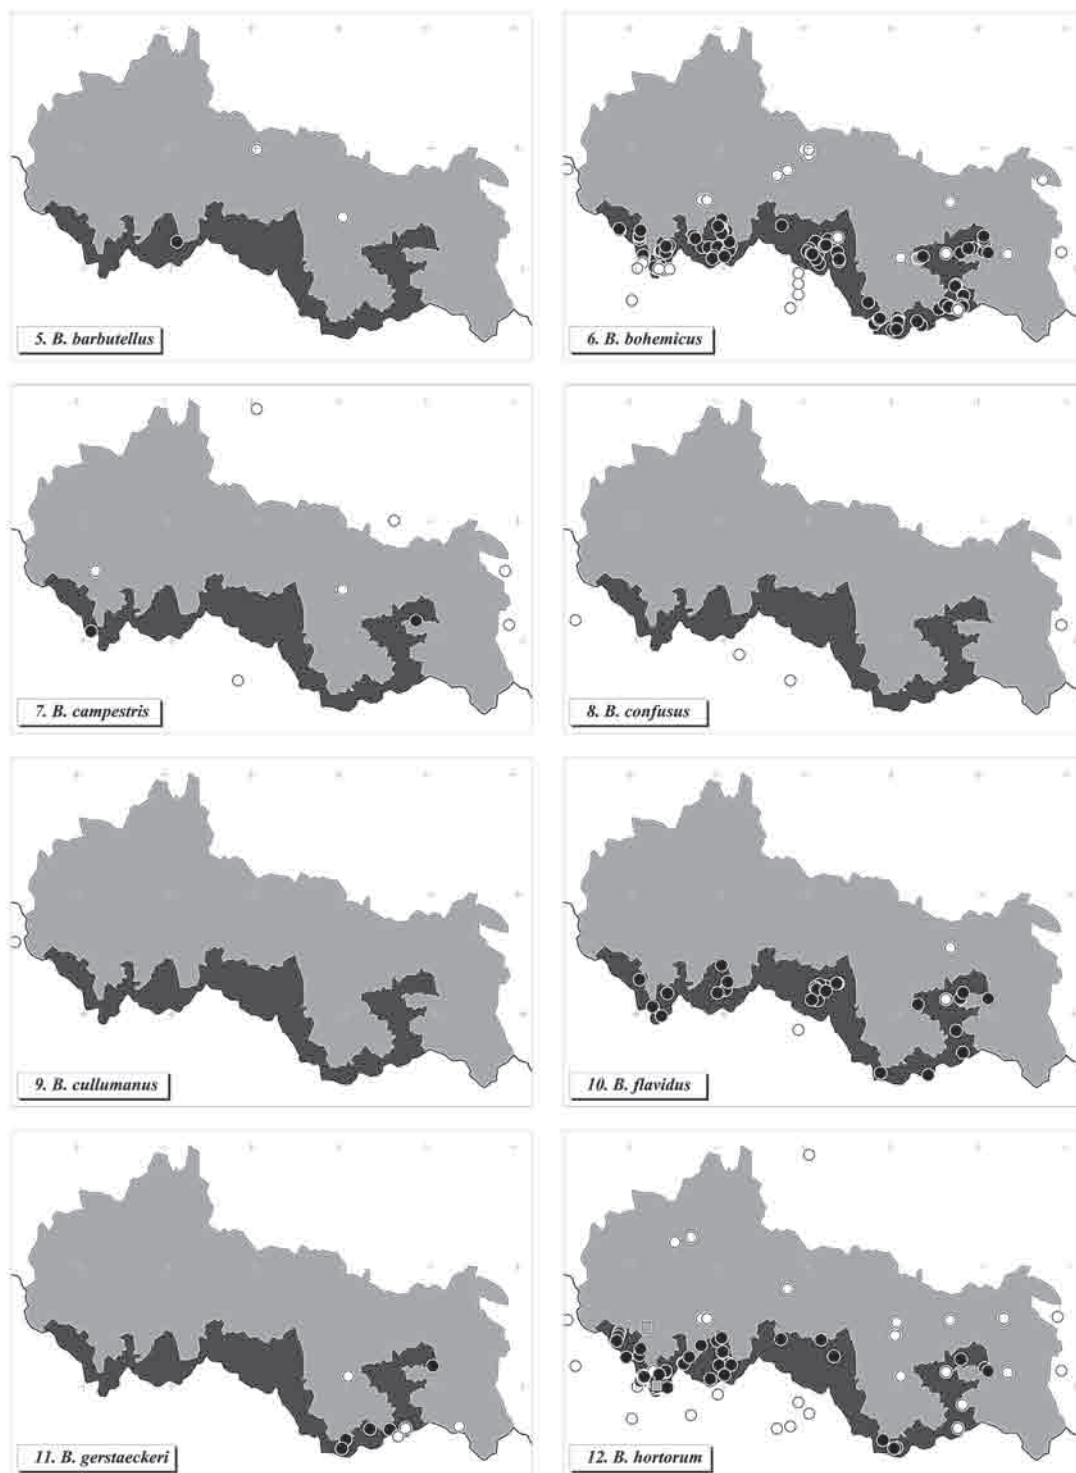 5. B. barbutellus
6. B. bohemicus
7. B. campestris
8. B. confusus
9. B. cullumanus
10. B. flavidus
11. B. gerstaeckeri
12. B. hortorum